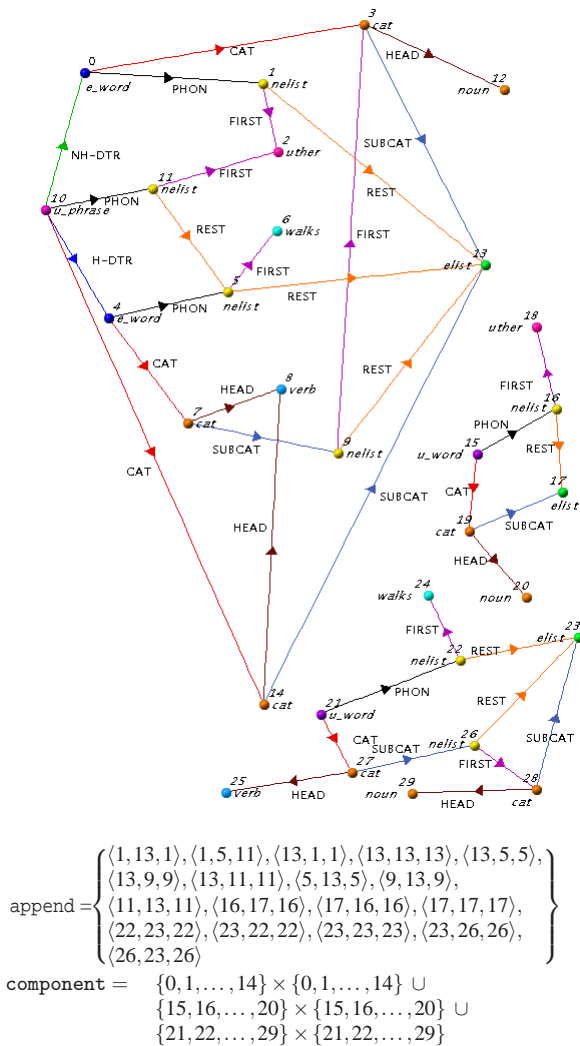 3
cat
0
e_word
CAT
HEAD
12
noun
PHON
1
nelist
FIRST
2
uther
SUBCAT
NH-DTR
11
nelist
FIRST
REST
10
u_phrase
PHON
REST
6
walks
FIRST
FIRST
13
elist
H-DTR
5
nelist
REST
4
e_word
PHON
18
uther
CAT
8
verb
HEAD
REST
FIRST
16
nelist
7
cat
SUBCAT
9
nelist
PHON
15
u_word
REST
CAT
CAT
17
elist
SUBCAT
19
cat
SUBCAT
HEAD
HEAD
20
noun
24
walks
FIRST
23
elist
22
nelist
REST
14
cat
PHON
REST
21
u_word
CAT
SUBCAT
26
nelist
SUBCAT
FIRST
25
verb
HEAD
27
cat
29
noun
HEAD
28
cat
append = { ⟨1,13,1⟩,⟨1,5,11⟩,⟨13,1,1⟩,⟨13,13,13⟩,⟨13,5,5⟩,
⟨13,9,9⟩,⟨13,11,11⟩,⟨5,13,5⟩,⟨9,13,9⟩,
⟨11,13,11⟩,⟨16,17,16⟩,⟨17,16,16⟩,⟨17,17,17⟩,
⟨22,23,22⟩,⟨23,22,22⟩,⟨23,23,23⟩,⟨23,26,26⟩,
⟨26,23,26⟩ }
component = {0,1,…,14} × {0,1,…,14} ∪
{15,16,…,20} × {15,16,…,20} ∪
{21,22,…,29} × {21,22,…,29}